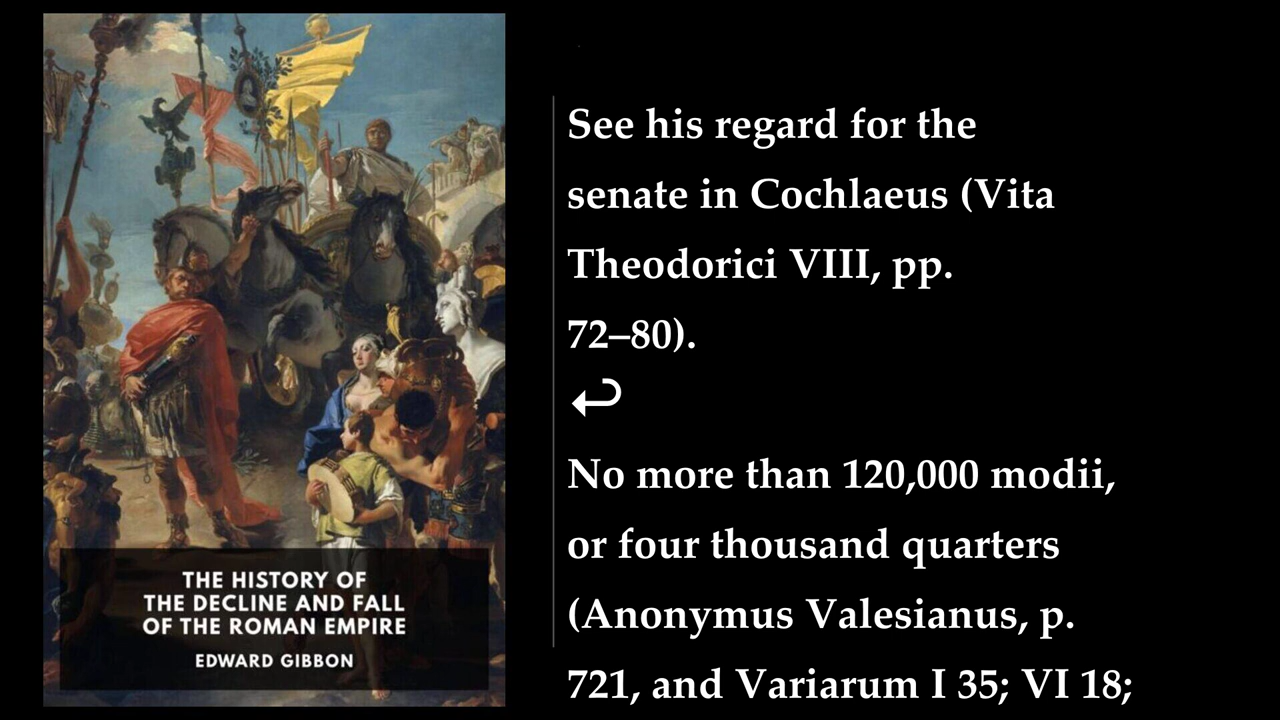 THE HISTORY OF
THE DECLINE AND FALL
OF THE ROMAN EMPIRE
EDWARD GIBBON
See his regard for the
senate in Cochlaeus (Vita
Theodorici VIII, pp.
72–80).
↩
No more than 120,000 modii,
or four thousand quarters
(Anonymus Valesianus, p.
721, and Variarum I 35; VI 18;